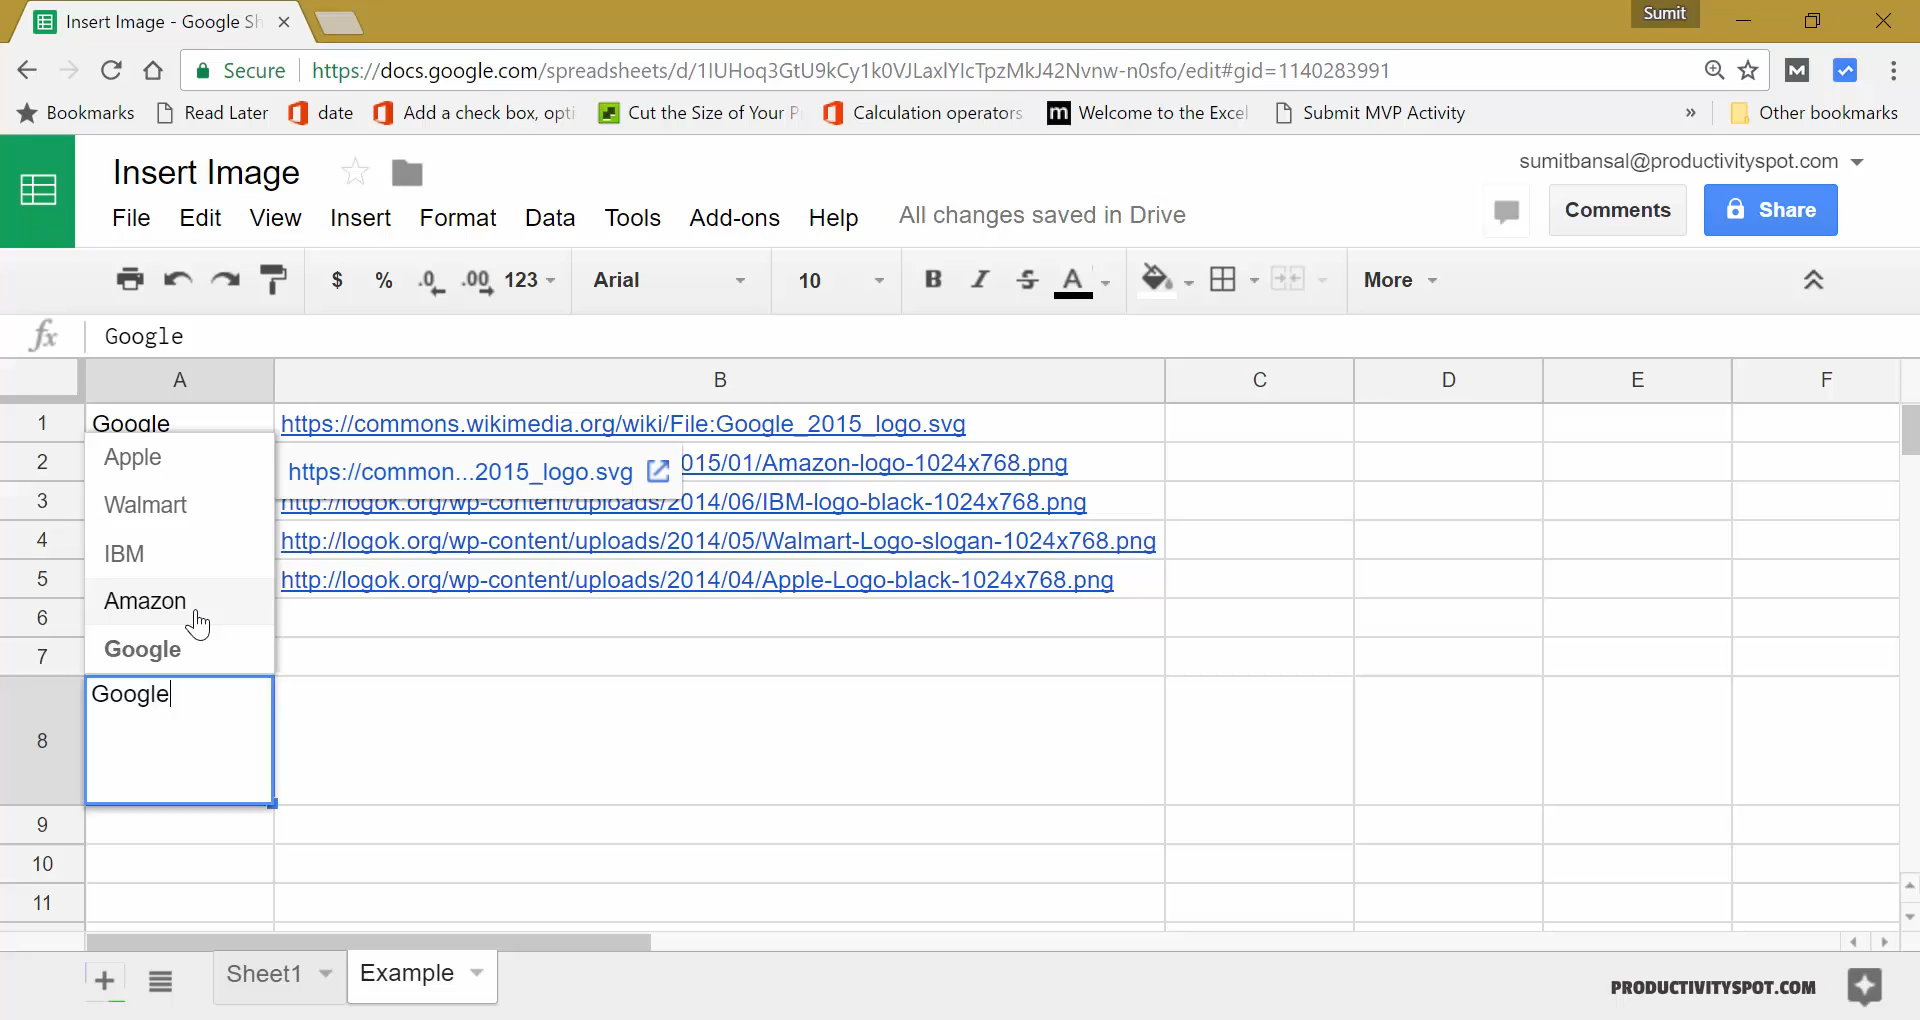 Insert Image - Google Sh
Sumit
Secure https://docs.google.com/spreadsheets/d/1IUHoq3GtU9kCy1k0VJLaxlYIcTpzMkJ42Nvnw-n0sfo/edit#gid=1140283991
M
Bookmarks Read Later date Add a check box, opti Cut the Size of Your P Calculation operators m Welcome to the Excel Submit MVP Activity » Other bookmarks
Insert Image
sumitbansal@productivityspot.com
File Edit View Insert Format Data Tools Add-ons Help All changes saved in Drive
Comments Share
$ % .0 .00 123 Arial 10 B I S A More
fx Google
A B C D E F
1 Google https://commons.wikimedia.org/wiki/File:Google_2015_logo.svg
Apple
2 https://common...2015_logo.svg 015/01/Amazon-logo-1024x768.png
3 Walmart http://logok.org/wp-content/uploads/2014/06/IBM-logo-black-1024x768.png
4 IBM http://logok.org/wp-content/uploads/2014/05/Walmart-Logo-slogan-1024x768.png
5 http://logok.org/wp-content/uploads/2014/04/Apple-Logo-black-1024x768.png
Amazon
6
7 Google
Google
8
9
10
11
Sheet1 Example
PRODUCTIVITYSPOT.COM